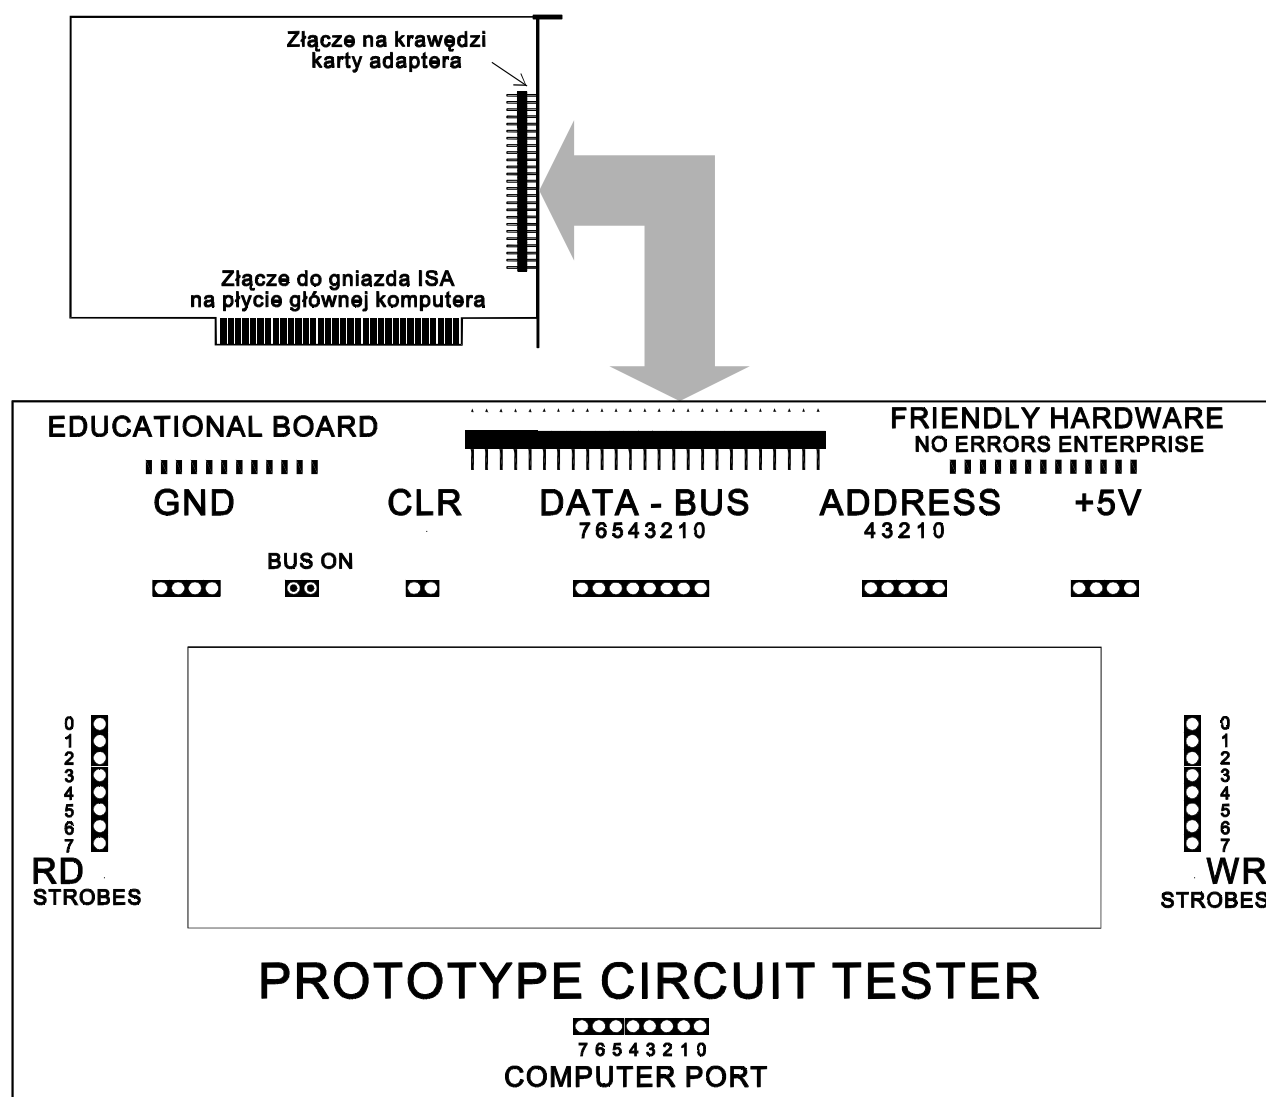 Złącze na krawędzi
karty adaptera
Złącze do gniazda ISA
na płycie głównej komputera
EDUCATIONAL BOARD
FRIENDLY HARDWARE
NO ERRORS ENTERPRISE
GND
CLR
DATA - BUS
ADDRESS
+5V
76543210
43210
BUS ON
0
1
2
3
4
5
6
7
RD
STROBES
0
1
2
3
4
5
6
7
WR
STROBES
PROTOTYPE CIRCUIT TESTER
76543210
COMPUTER PORT